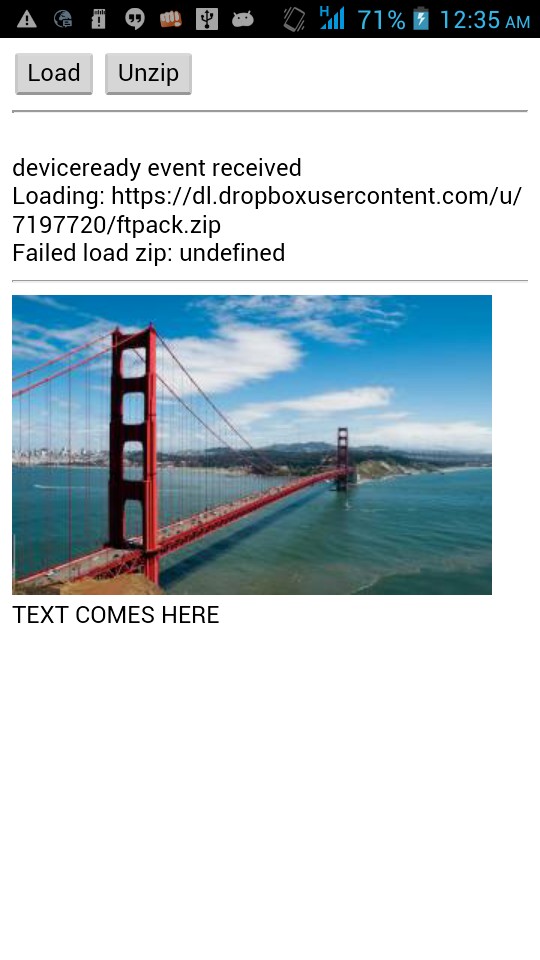 H 71% 12:35 AM
Load Unzip
deviceready event received
Loading: https://dl.dropboxusercontent.com/u/
7197720/ftpack.zip
Failed load zip: undefined
TEXT COMES HERE